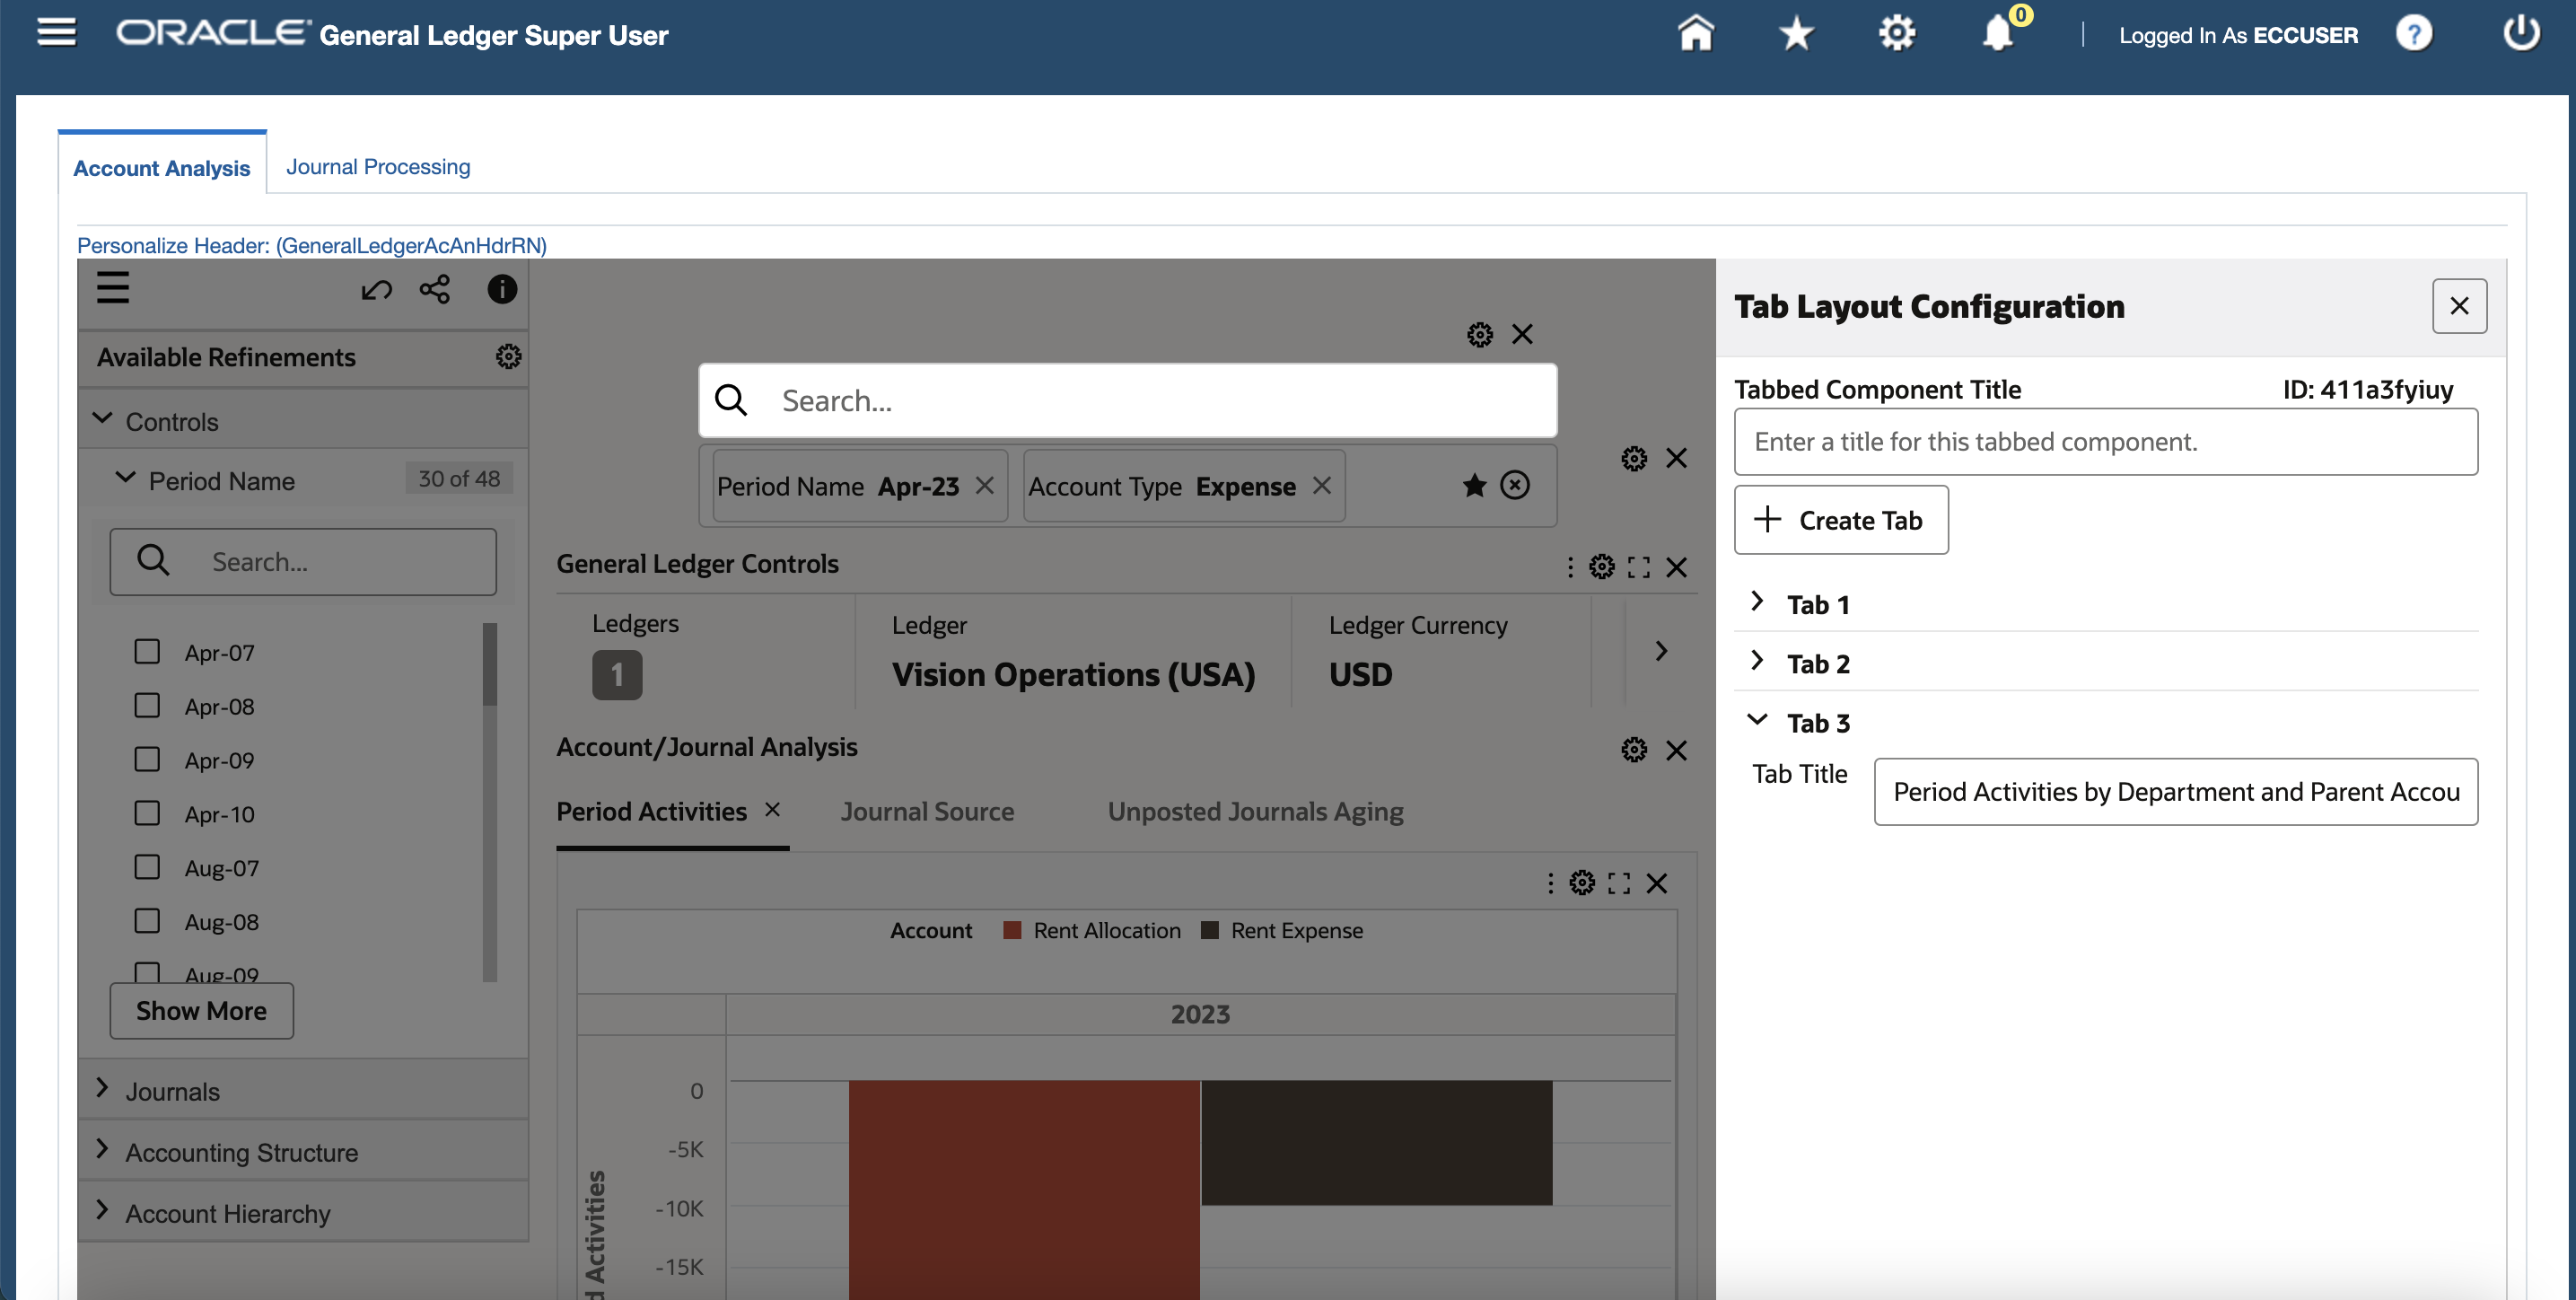 ORACLE General Ledger Super User
0
Logged In As ECCUSER
?
Account Analysis
Journal Processing
Personalize Header: (GeneralLedgerAcAnHdrRN)
Available Refinements
Controls
Period Name
30 of 48
Search...
Apr-07
Apr-08
Apr-09
Apr-10
Aug-07
Aug-08
Aug-09
Show More
Journals
Accounting Structure
Account Hierarchy
Search...
Period Name Apr-23
Account Type Expense
General Ledger Controls
Ledgers
1
Ledger
Vision Operations (USA)
Ledger Currency
USD
Account/Journal Analysis
Period Activities
Journal Source
Unposted Journals Aging
Account
Rent Allocation
Rent Expense
2023
0
-5K
-10K
-15K
Activities
Tab Layout Configuration
Tabbed Component Title
ID: 411a3fyiuy
Enter a title for this tabbed component.
Create Tab
Tab 1
Tab 2
Tab 3
Tab Title
Period Activities by Department and Parent Accou